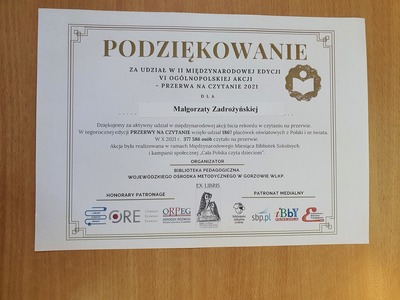 PODZIĘKOWANIE
ZA UDZIAŁ W II MIĘDZYNARODOWEJ EDYCJI
VI OGÓLNOPOLSKIEJ AKCJI
- PRZERWA NA CZYTANIE 2021
DLA
Małgorzaty Zadrożyńskiej
Dziękujemy za aktywny udział w międzynarodowej akcji bicia rekordu w czytaniu na przerwie.
W tegorocznej edycji PRZERWY NA CZYTANIE wzięło udział 1867 placówek oświatowych z Polski i ze świata.
W X 2021 r. 377 588 osób czytało na przerwie.
Akcja była realizowana w ramach Międzynarodowego Miesiąca Bibliotek Szkolnych
i kampanii społecznej „Cała Polska czyta dzieciom".
ORGANIZATOR
BIBLIOTEKA PEDAGOGICZNA
WOJEWÓDZKIEGO OŚRODKA METODYCZNEGO W GORZOWIE WLKP.
HONORARY PATRONAGE
EX LIBRIS
PATRONAT MEDIALNY
ORE
ORPEG
sbp.pl
iBbY